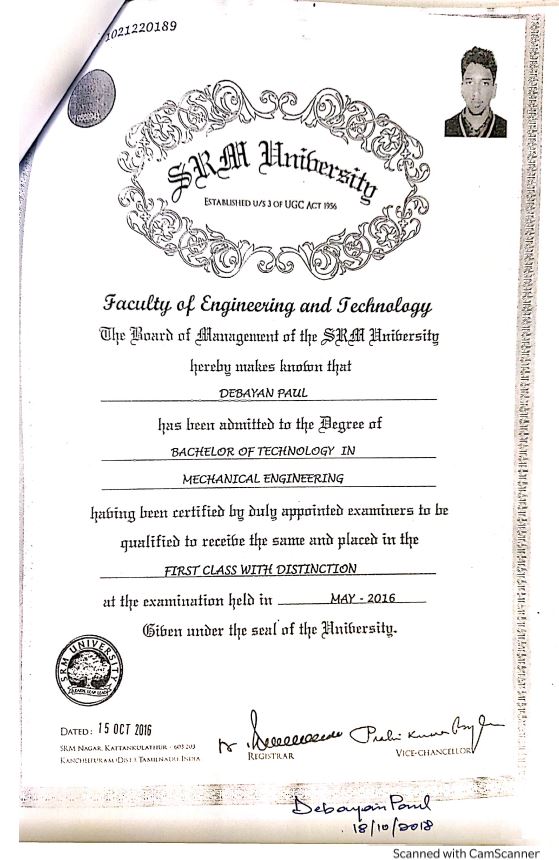 1021220189
SRM University
ESTABLISHED U/S 3 OF UGC ACT 1956
Faculty of Engineering and Technology
The Board of Management of the SRM University
hereby makes known that
DEBAYAN PAUL
has been admitted to the Degree of
BACHELOR OF TECHNOLOGY IN
MECHANICAL ENGINEERING
having been certified by duly appointed examiners to be
qualified to receive the same and placed in the
FIRST CLASS WITH DISTINCTION
at the examination held in MAY - 2016
Given under the seal of the University.
SRM UNIVERSITY
LEARN LEAP LEAD
DATED: 15 OCT 2016
SRM NAGAR, KATTANKULATHUR - 603 203
KANCHEEPURAM (DIST.) TAMILNADU, INDIA
REGISTRAR
VICE-CHANCELLOR
Debayan Paul
18/10/2018
Scanned with CamScanner